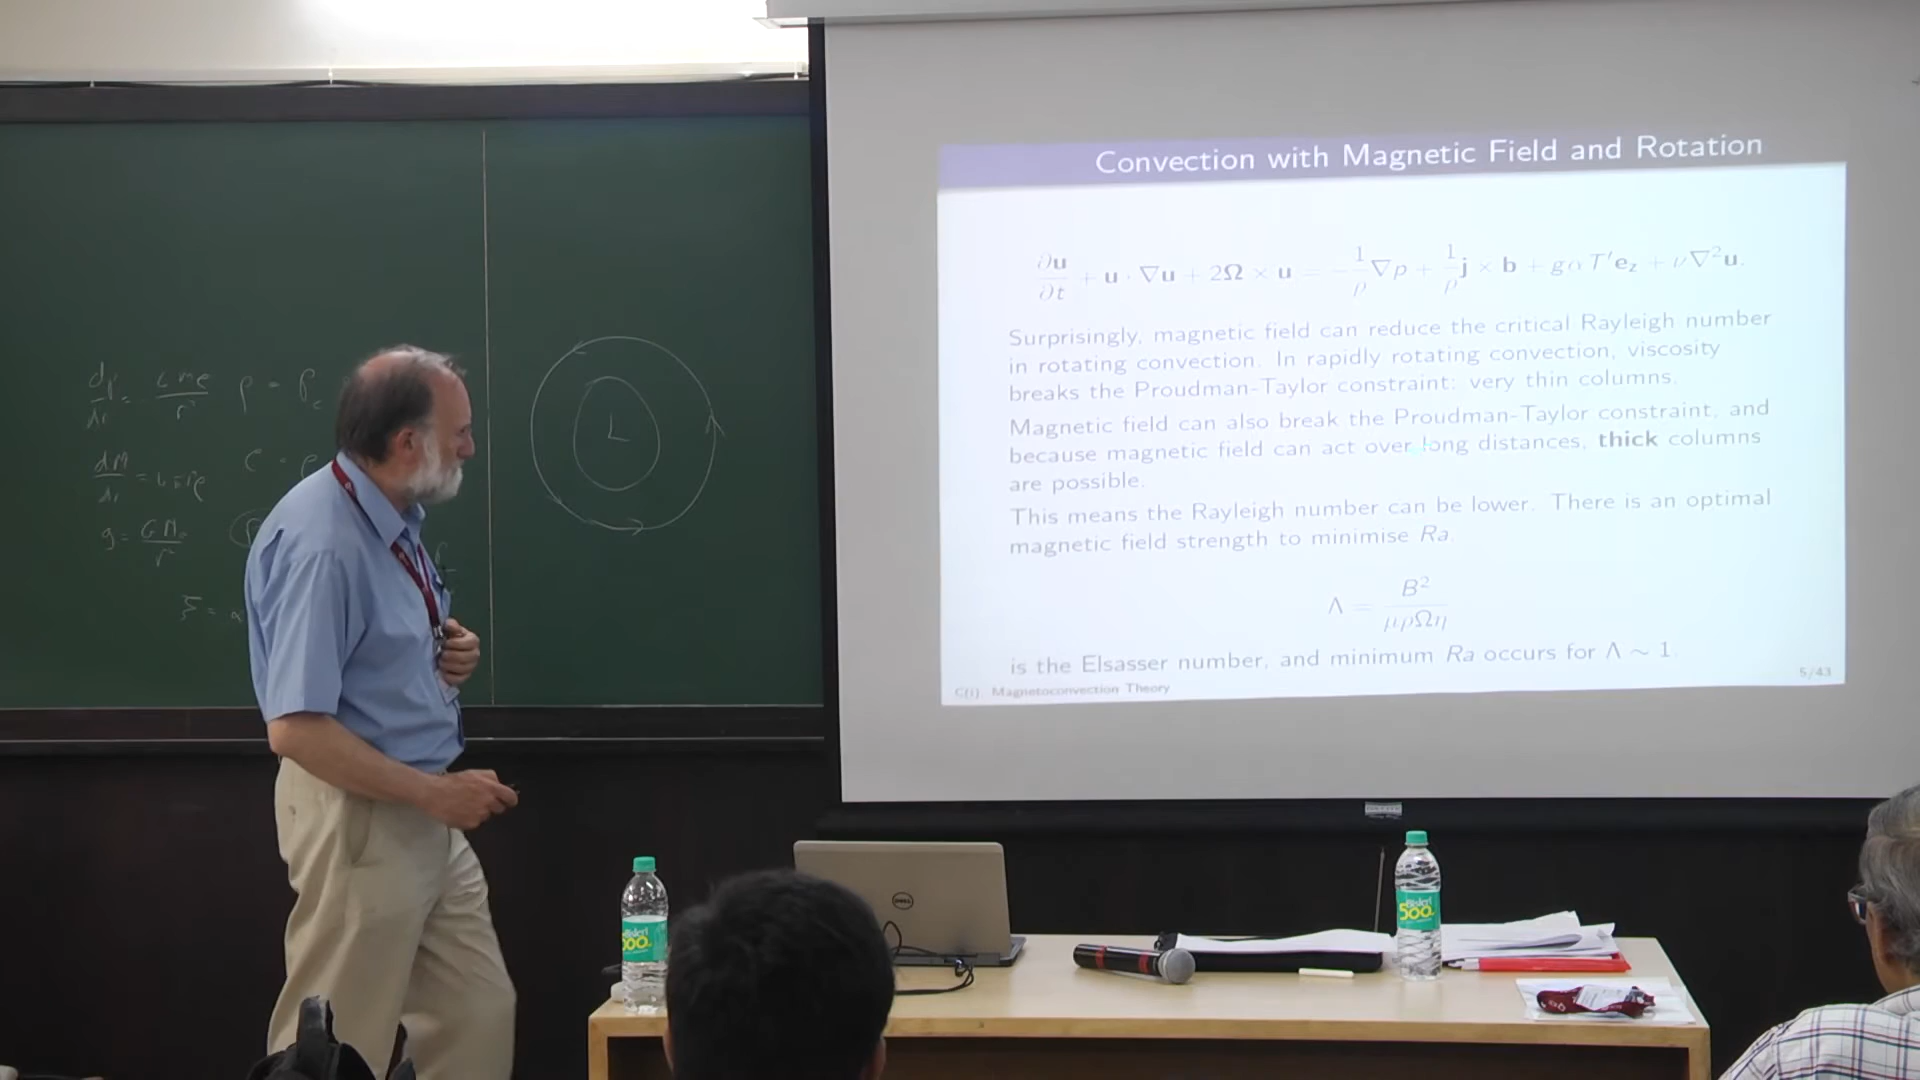 Convection with Magnetic Field and Rotation
∂u/∂t + u · ∇u + 2Ω × u = −1/ρ ∇p + 1/ρ j × b + gαT′e_z + ν∇²u.
Surprisingly, magnetic field can reduce the critical Rayleigh number
in rotating convection. In rapidly rotating convection, viscosity
breaks the Proudman-Taylor constraint: very thin columns.
Magnetic field can also break the Proudman-Taylor constraint, and
because magnetic field can act over long distances, thick columns
are possible.
This means the Rayleigh number can be lower. There is an optimal
magnetic field strength to minimise Ra.
Λ = B²/μρΩη
is the Elsasser number, and minimum Ra occurs for Λ ∼ 1.
C(i) Magnetoconvection Theory
5/43
DELL
500
500